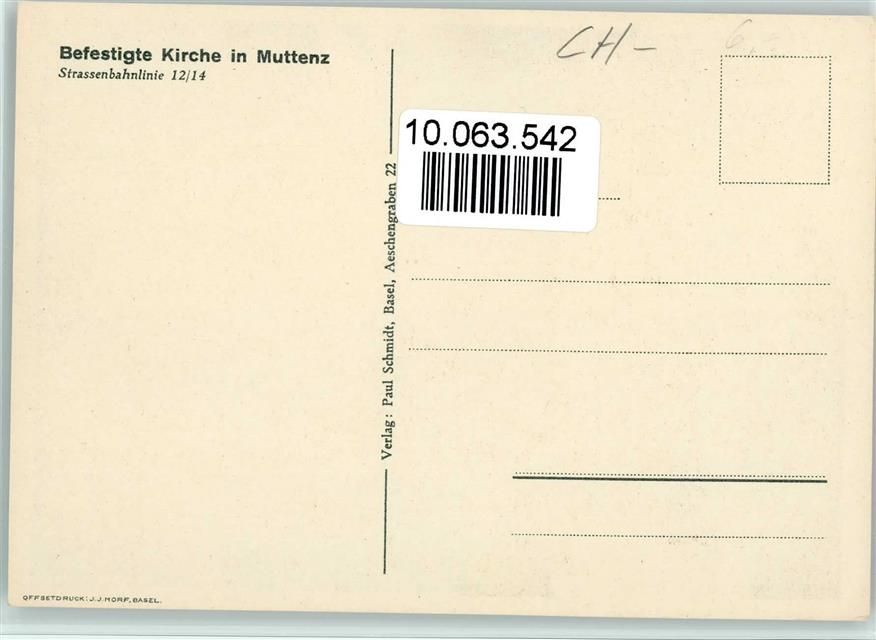 Befestigte Kirche in Muttenz
Strassenbahnlinie 12/14
CH-
10.063.542
Verlag: Paul Schmidt, Basel, Aeschengraben 22
OFFSETDRUCK: J.J.MORF, BASEL.